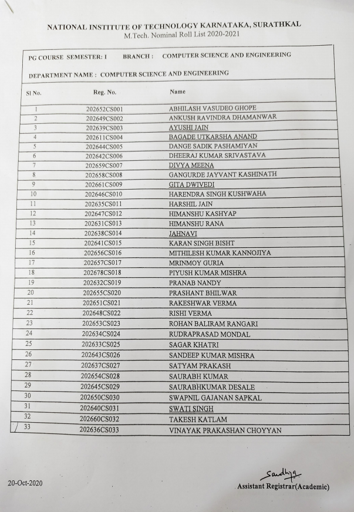 NATIONAL INSTITUTE OF TECHNOLOGY KARNATAKA, SURATHKAL
M.Tech. Nominal Roll List 2020-2021
PG COURSE SEMESTER: I BRANCH : COMPUTER SCIENCE AND ENGINEERING
DEPARTMENT NAME : COMPUTER SCIENCE AND ENGINEERING
Sl No. Reg. No. Name
1 202652CS001 ABHILASH VASUDEO GHOPE
2 202649CS002 ANKUSH RAVINDRA DHAMANWAR
3 202639CS003 AYUSHI JAIN
4 202611CS004 BAGADE UTKARSHA ANAND
5 202644CS005 DANGE SADIK PASHAMIYAN
6 202642CS006 DHEERAJ KUMAR SRIVASTAVA
7 202659CS007 DIVYA MEENA
8 202658CS008 GANGURDE JAYVANT KASHINATH
9 202661CS009 GITA DWIVEDI
10 202646CS010 HARENDRA SINGH KUSHWAHA
11 202635CS011 HARSHIL JAIN
12 202647CS012 HIMANSHU KASHYAP
13 202631CS013 HIMANSHU RANA
14 202638CS014 JAHNAVI
15 202641CS015 KARAN SINGH BISHT
16 202656CS016 MITHILESH KUMAR KANNOJIYA
17 202657CS017 MRINMOY GURIA
18 202678CS018 PIYUSH KUMAR MISHRA
19 202632CS019 PRANAB NANDY
20 202655CS020 PRASHANT BHILWAR
21 202651CS021 RAKESHWAR VERMA
22 202648CS022 RISHI VERMA
23 202653CS023 ROHAN BALIRAM RANGARI
24 202634CS024 RUDRAPRASAD MONDAL
25 202633CS025 SAGAR KHATRI
26 202643CS026 SANDEEP KUMAR MISHRA
27 202637CS027 SATYAM PRAKASH
28 202654CS028 SAURABH KUMAR
29 202645CS029 SAURABHKUMAR DESALE
30 202650CS030 SWAPNIL GAJANAN SAPKAL
31 202640CS031 SWATI SINGH
32 202660CS032 TAKESH KATLAM
33 202636CS033 VINAYAK PRAKASHAN CHOYYAN
Sandhya
20-Oct-2020 Assistant Registrar(Academic)